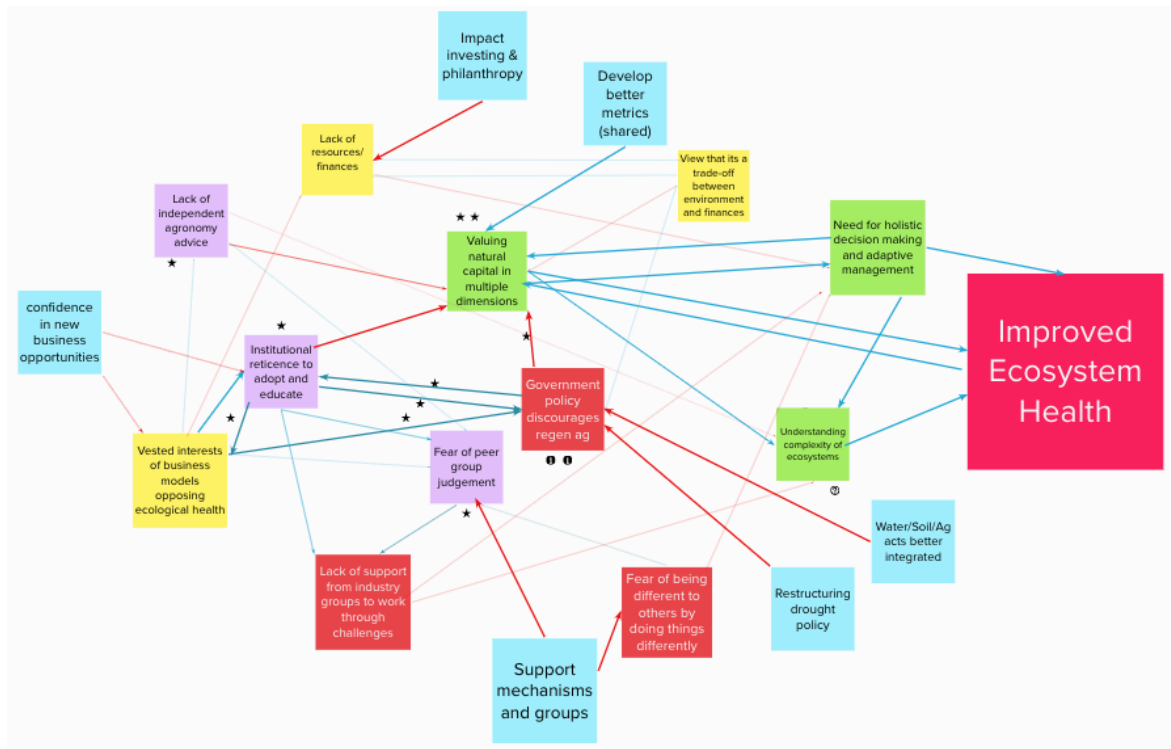 Impact
investing &
philanthropy
Develop
better
metrics
(shared)
Lack of
resources/
finances
View that its a
trade-off
between
environment
and finances
Lack of
independent
agronomy
advice
Valuing
natural
capital in
multiple
dimensions
Need for holistic
decision making
and adaptive
management
confidence
in new
business
opportunities
Institutional
reticence to
adopt and
educate
Improved
Ecosystem
Health
Government
policy
discourages
regen ag
Understanding
complexity of
ecosystems
Vested interests
of business
models
opposing
ecological health
Fear of peer
group
judgement
Water/Soil/Ag
acts better
integrated
Lack of support
from industry
groups to work
through
challenges
Fear of being
different to
others by
doing things
differently
Restructuring
drought
policy
Support
mechanisms
and groups